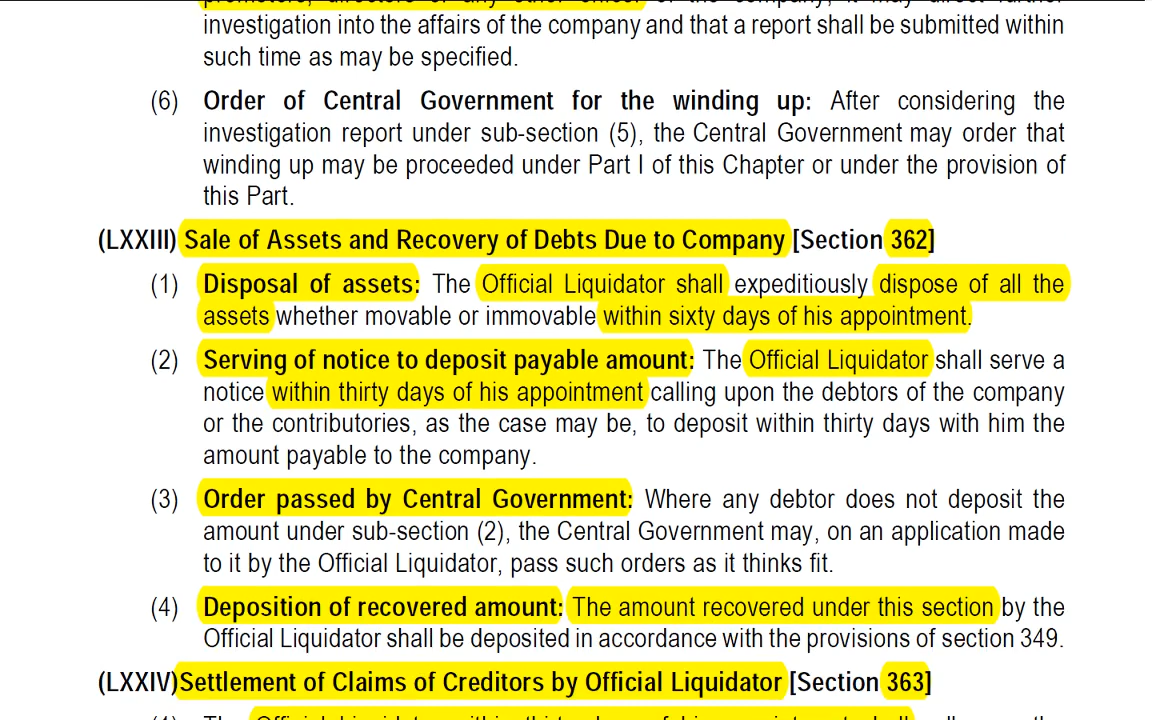 investigation into the affairs of the company and that a report shall be submitted within
such time as may be specified.
(6) Order of Central Government for the winding up: After considering the
investigation report under sub-section (5), the Central Government may order that
winding up may be proceeded under Part I of this Chapter or under the provision of
this Part.
(LXXIII) Sale of Assets and Recovery of Debts Due to Company [Section 362]
(1) Disposal of assets: The Official Liquidator shall expeditiously dispose of all the
assets whether movable or immovable within sixty days of his appointment.
(2) Serving of notice to deposit payable amount: The Official Liquidator shall serve a
notice within thirty days of his appointment calling upon the debtors of the company
or the contributories, as the case may be, to deposit within thirty days with him the
amount payable to the company.
(3) Order passed by Central Government: Where any debtor does not deposit the
amount under sub-section (2), the Central Government may, on an application made
to it by the Official Liquidator, pass such orders as it thinks fit.
(4) Deposition of recovered amount: The amount recovered under this section by the
Official Liquidator shall be deposited in accordance with the provisions of section 349.
(LXXIV)Settlement of Claims of Creditors by Official Liquidator [Section 363]